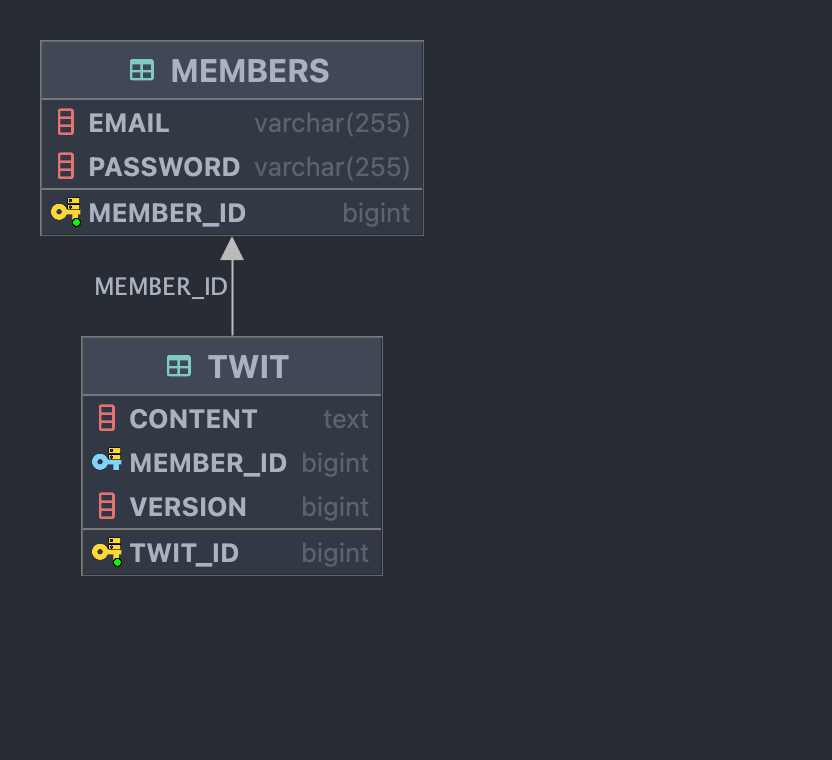 MEMBERS
EMAIL varchar(255)
PASSWORD varchar(255)
MEMBER_ID bigint
MEMBER_ID
TWIT
CONTENT text
MEMBER_ID bigint
VERSION bigint
TWIT_ID bigint